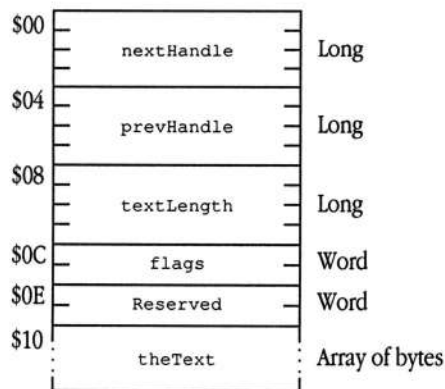 $00
nextHandle Long
$04
prevHandle Long
$08
textLength Long
$0C
flags Word
$0E
Reserved Word
$10
theText Array of bytes